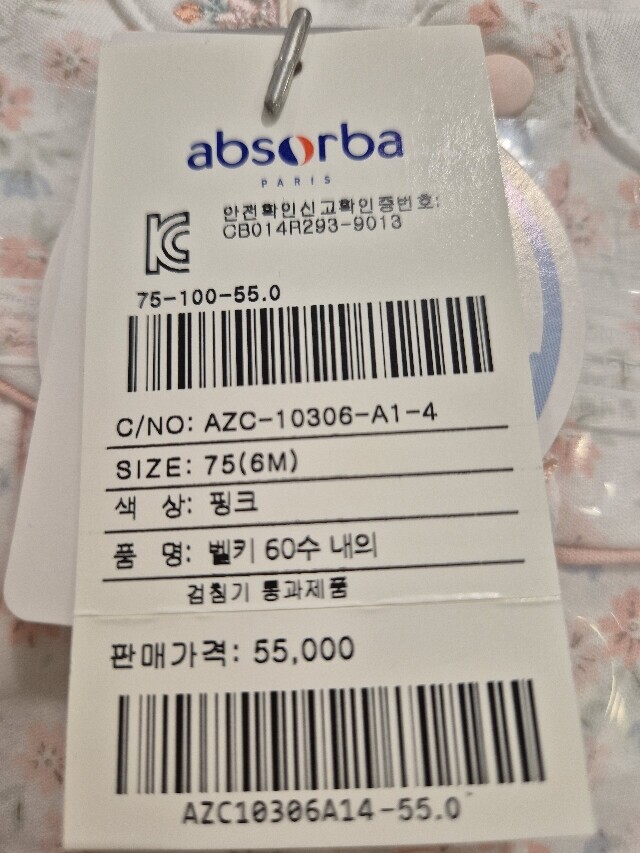 absorba
PARIS
안전확인신고확인증번호:
CB014R293-9013
75-100-55.0
C/NO: AZC-10306-A1-4
SIZE: 75(6M)
색 상: 핑크
품 명: 벨키 60수 내의
검침기 통과제품
판매가격: 55,000
AZC10306A14-55.0